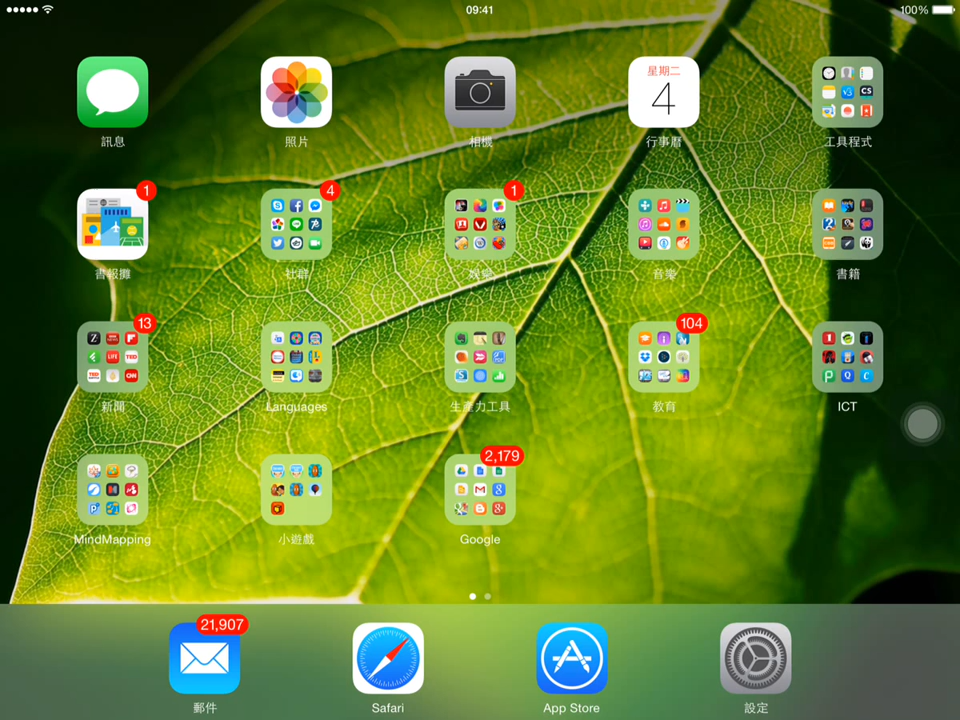 09:41
100%
星期二
4
訊息
照片
相機
行事曆
工具程式
1
4
1
書報攤
社群
娛樂
音樂
書籍
13
104
新聞
Languages
生產力工具
教育
ICT
2,179
MindMapping
小遊戲
Google
21,907
郵件
Safari
App Store
設定